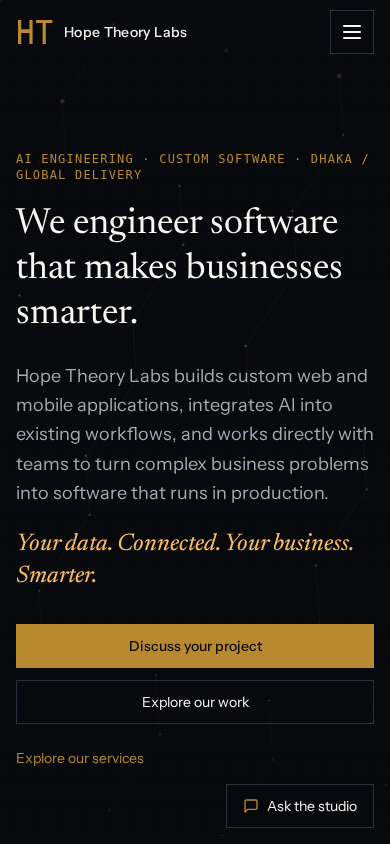 HT Hope Theory Labs
AI ENGINEERING · CUSTOM SOFTWARE · DHAKA /
GLOBAL DELIVERY
We engineer software
that makes businesses
smarter.
Hope Theory Labs builds custom web and
mobile applications, integrates AI into
existing workflows, and works directly with
teams to turn complex business problems
into software that runs in production.
Your data. Connected. Your business.
Smarter.
Discuss your project
Explore our work
Explore our services
Ask the studio